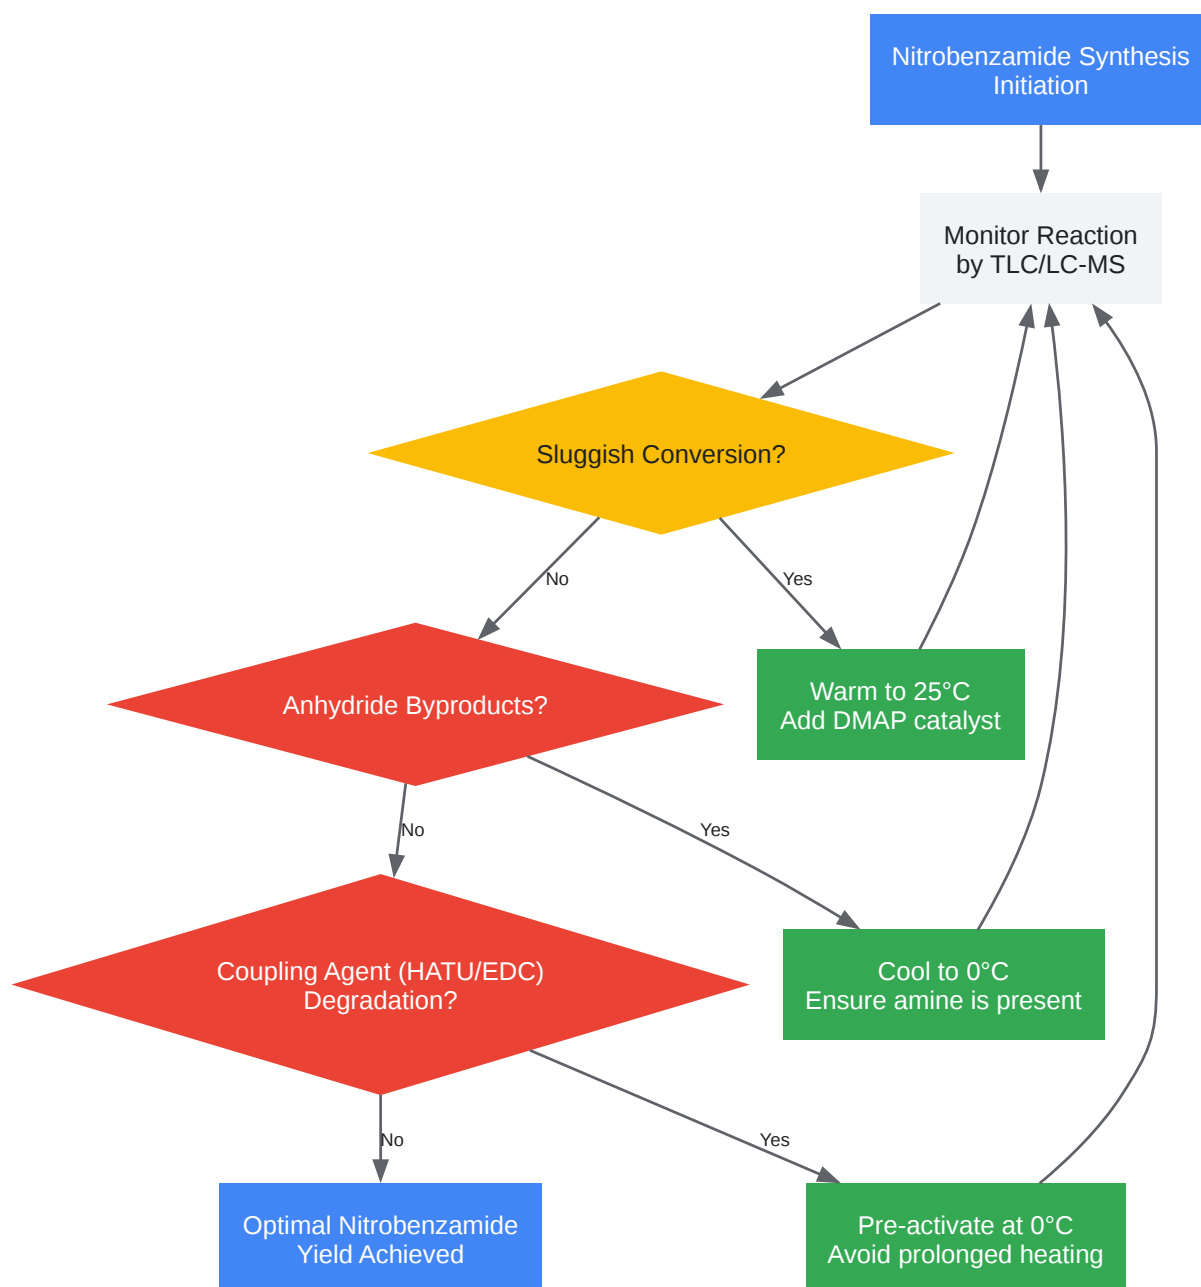 Nitrobenzamide Synthesis
Initiation
Monitor Reaction
by TLC/LC-MS
Sluggish Conversion?
No
Yes
Anhydride Byproducts?
Warm to 25°C
Add DMAP catalyst
No
Yes
Coupling Agent (HATU/EDC)
Degradation?
Cool to 0°C
Ensure amine is present
No
Yes
Optimal Nitrobenzamide
Yield Achieved
Pre-activate at 0°C
Avoid prolonged heating